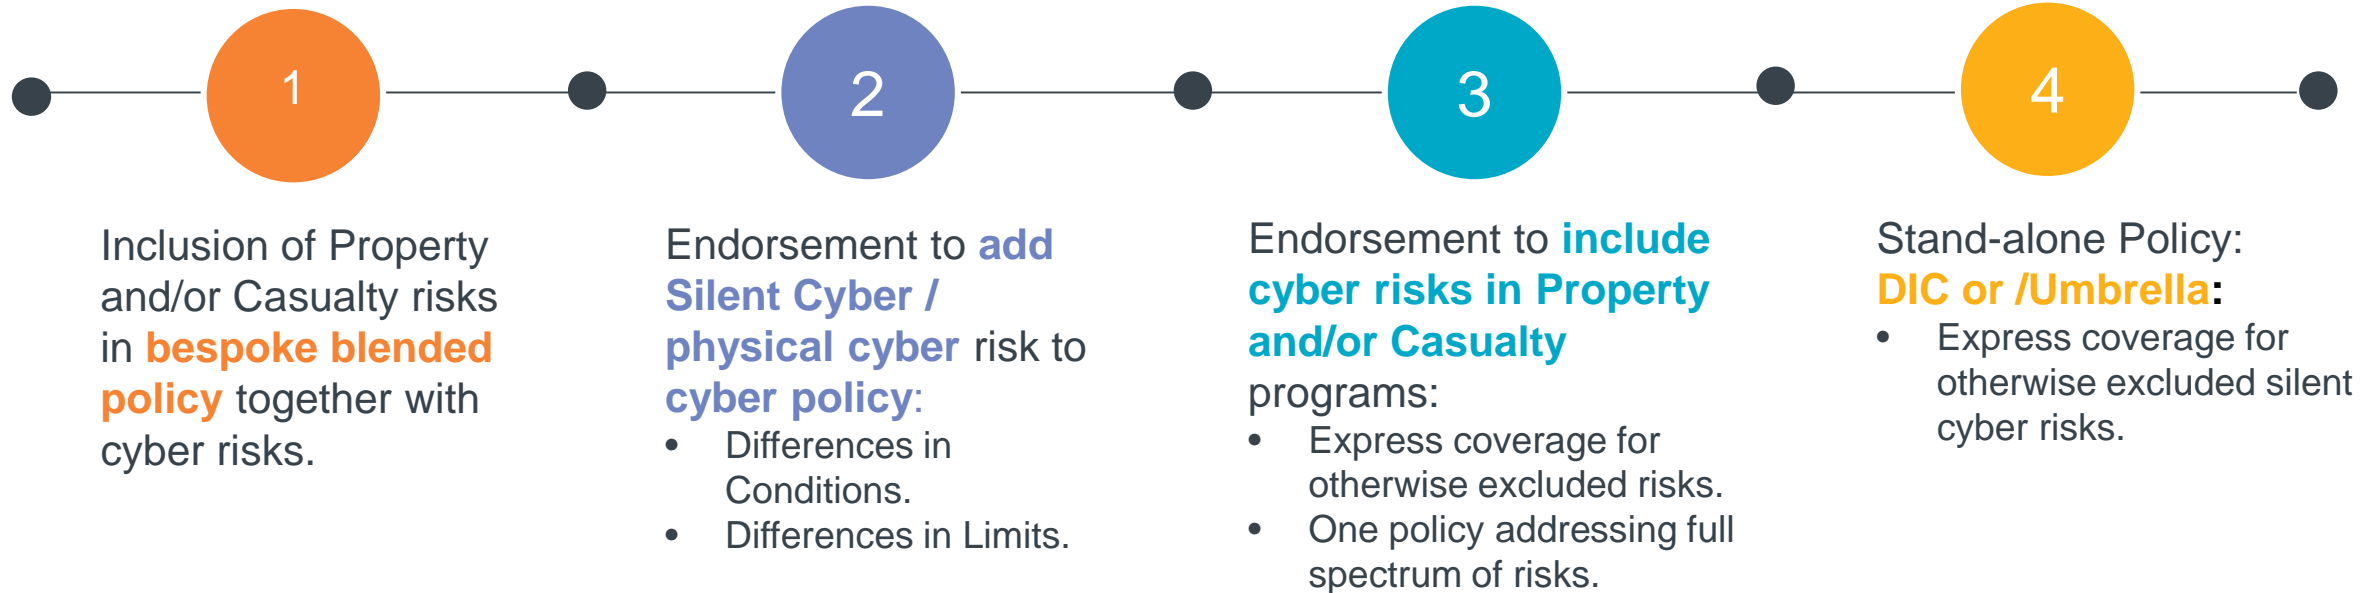 1
Inclusion of Property
and/or Casualty risks
in bespoke blended
policy together with
cyber risks.
2
Endorsement to add
Silent Cyber /
physical cyber risk to
cyber policy:
• Differences in
Conditions.
• Differences in Limits.
3
Endorsement to include
cyber risks in Property
and/or Casualty
programs:
• Express coverage for
otherwise excluded risks.
• One policy addressing full
spectrum of risks.
4
Stand-alone Policy:
DIC or /Umbrella:
• Express coverage for
otherwise excluded silent
cyber risks.